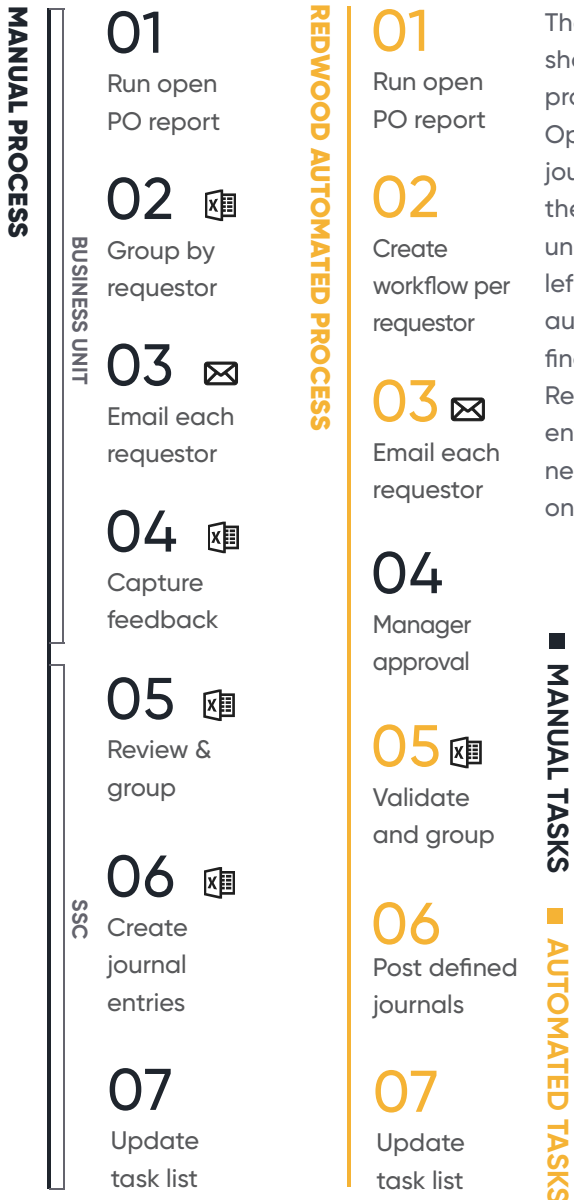 MANUAL PROCESS
BUSINESS UNIT
01
Run open
PO report
02
Group by
requestor
03
Email each
requestor
04
Capture
feedback
SSC
05
Review &
group
06
Create
journal
entries
07
Update
task list
REDWOOD AUTOMATED PROCESS
01
Run open
PO report
02
Create
workflow per
requestor
03
Email each
requestor
04
Manager
approval
05
Validate
and group
06
Post defined
journals
07
Update
task list
MANUAL TASKS
AUTOMATED TASKS